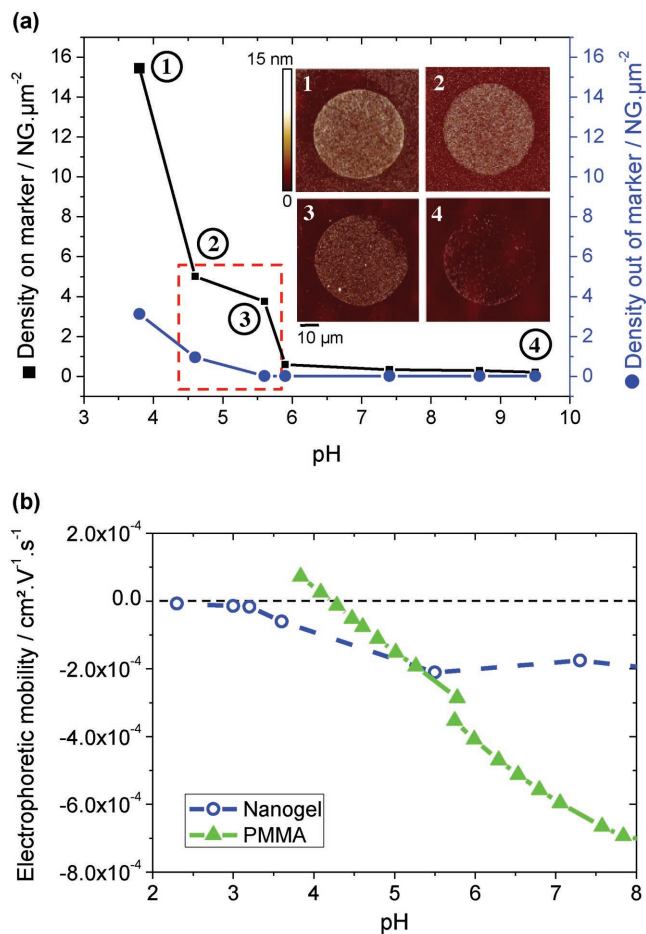 (a)
16
14
12
10
8
6
4
2
0
■ Density on marker / NG.µm-2
① 
②
③
④
15 nm
0
1
2
3
4
10 µm
16
14
12
10
8
6
4
2
0
● Density out of marker / NG.µm-2
3 4 5 6 7 8 9 10
pH
(b)
2.0x10-4
0.0
-2.0x10-4
-4.0x10-4
-6.0x10-4
-8.0x10-4
Electrophoretic mobility / cm².V-1.s-1
Nanogel
PMMA
2 3 4 5 6 7 8
pH